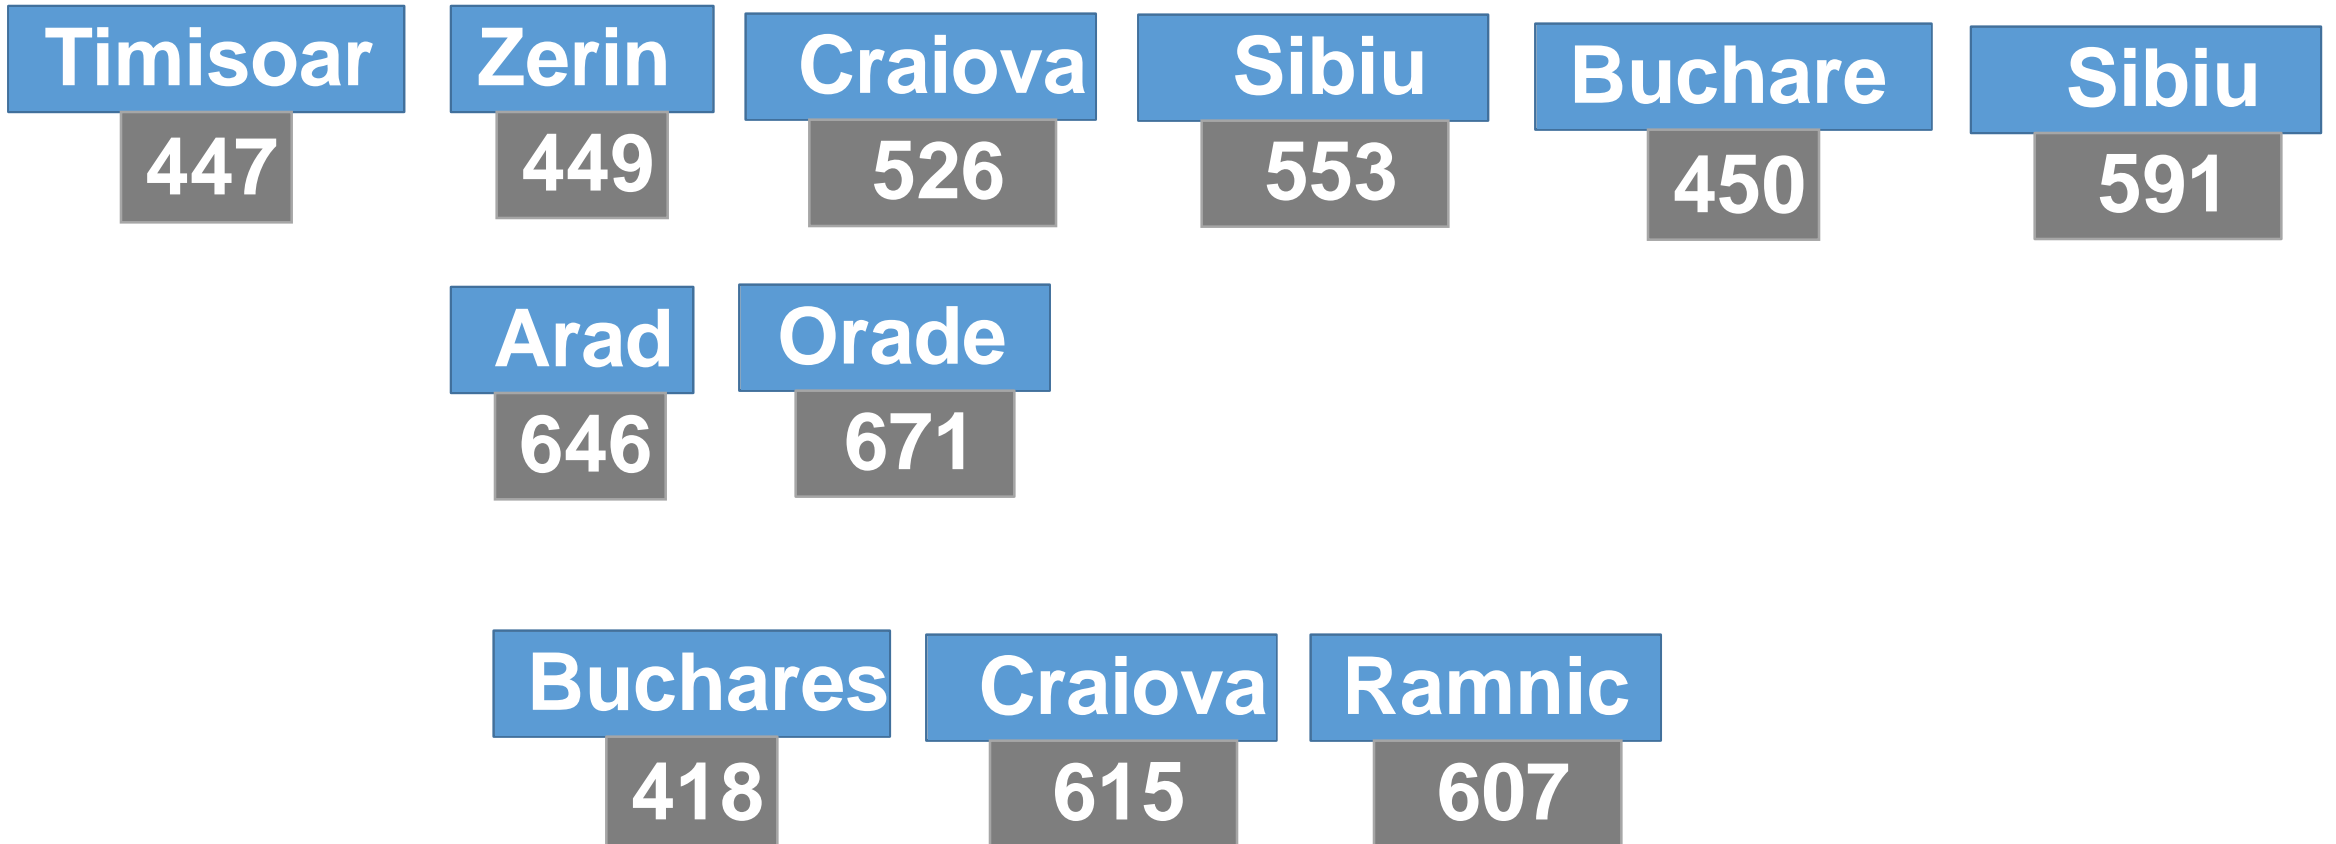 Timisoar Zerin Craiova Sibiu Buchare Sibiu
447 449 526 553 450 591
Arad Orade
646 671
Buchares Craiova Ramnic
418 615 607